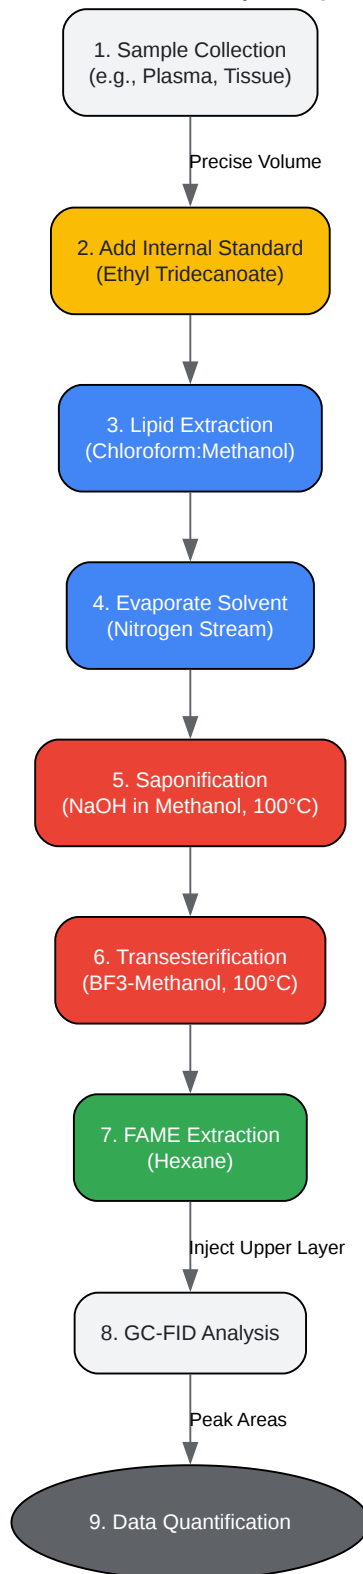 1. Sample Collection
(e.g., Plasma, Tissue)
Precise Volume
2. Add Internal Standard
(Ethyl Tridecanoate)
3. Lipid Extraction
(Chloroform:Methanol)
4. Evaporate Solvent
(Nitrogen Stream)
5. Saponification
(NaOH in Methanol, 100°C)
6. Transesterification
(BF3-Methanol, 100°C)
7. FAME Extraction
(Hexane)
Inject Upper Layer
8. GC-FID Analysis
Peak Areas
9. Data Quantification